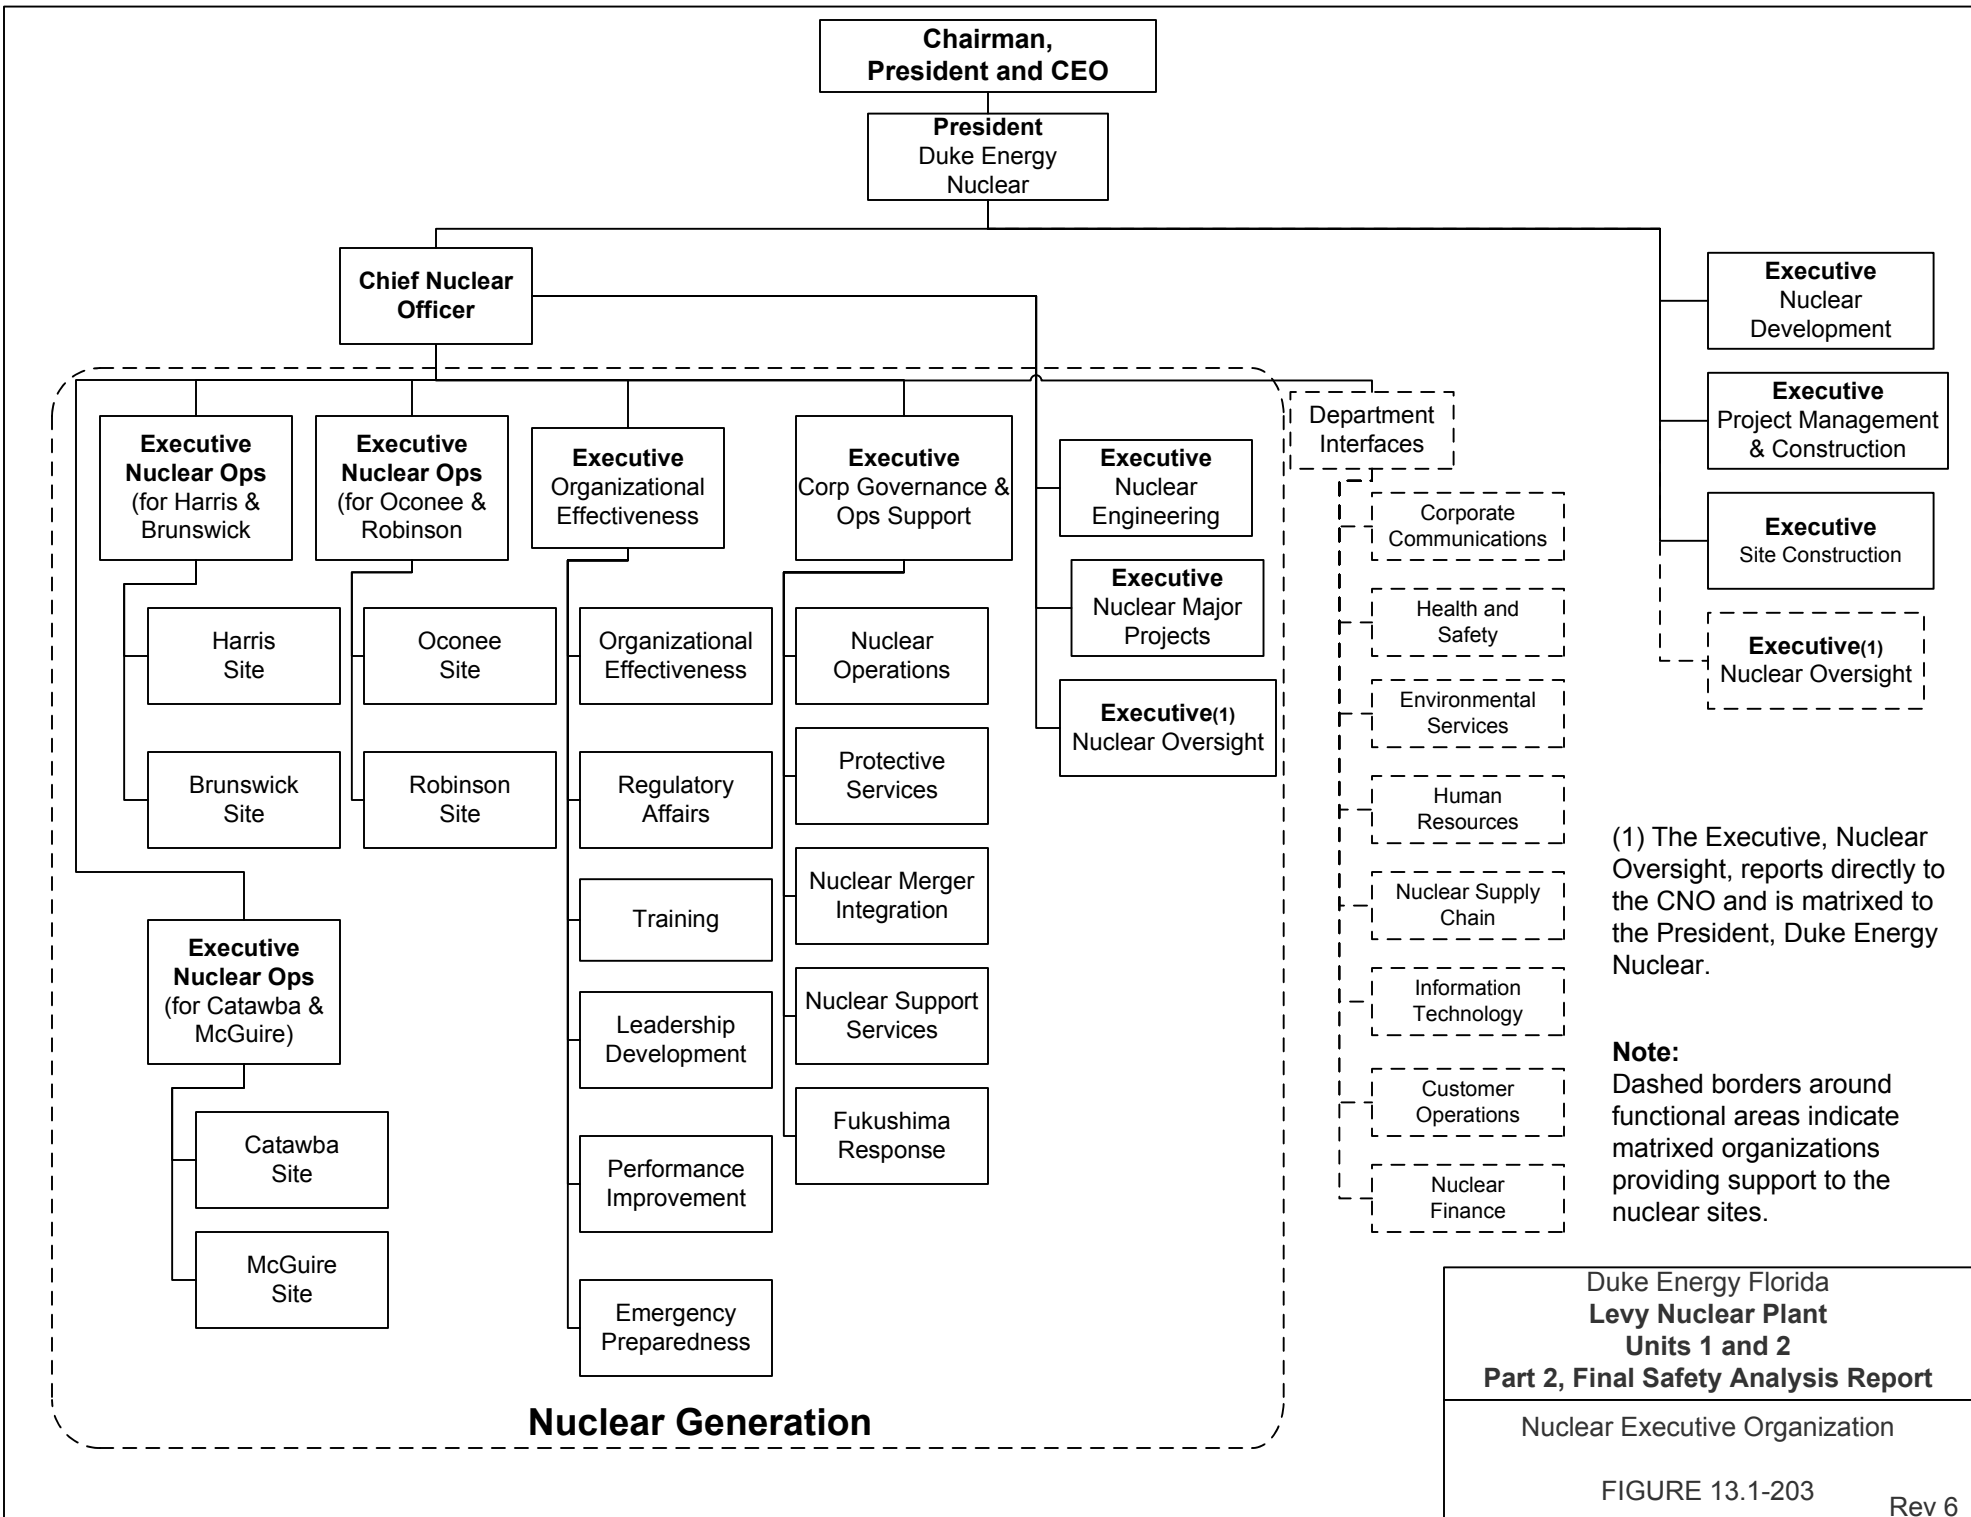 Chairman,
President and CEO
President
Duke Energy
Nuclear
Chief Nuclear
Officer
Executive
Nuclear
Development
Executive
Project Management
& Construction
Executive
Site Construction
Executive(1)
Nuclear Oversight
Executive
Nuclear Ops
(for Harris &
Brunswick
Executive
Nuclear Ops
(for Oconee &
Robinson
Executive
Organizational
Effectiveness
Executive
Corp Governance &
Ops Support
Executive
Nuclear
Engineering
Executive
Nuclear Major
Projects
Executive(1)
Nuclear Oversight
Department
Interfaces
Corporate
Communications
Health and
Safety
Environmental
Services
Human
Resources
Nuclear Supply
Chain
Information
Technology
Customer
Operations
Nuclear
Finance
Harris
Site
Brunswick
Site
Oconee
Site
Robinson
Site
Organizational
Effectiveness
Regulatory
Affairs
Training
Leadership
Development
Performance
Improvement
Emergency
Preparedness
Nuclear
Operations
Protective
Services
Nuclear Merger
Integration
Nuclear Support
Services
Fukushima
Response
Executive
Nuclear Ops
(for Catawba &
McGuire)
Catawba
Site
McGuire
Site
Nuclear Generation
(1) The Executive, Nuclear
Oversight, reports directly to
the CNO and is matrixed to
the President, Duke Energy
Nuclear.
Note:
Dashed borders around
functional areas indicate
matrixed organizations
providing support to the
nuclear sites.
Duke Energy Florida
Levy Nuclear Plant
Units 1 and 2
Part 2, Final Safety Analysis Report
Nuclear Executive Organization
FIGURE 13.1-203
Rev 6